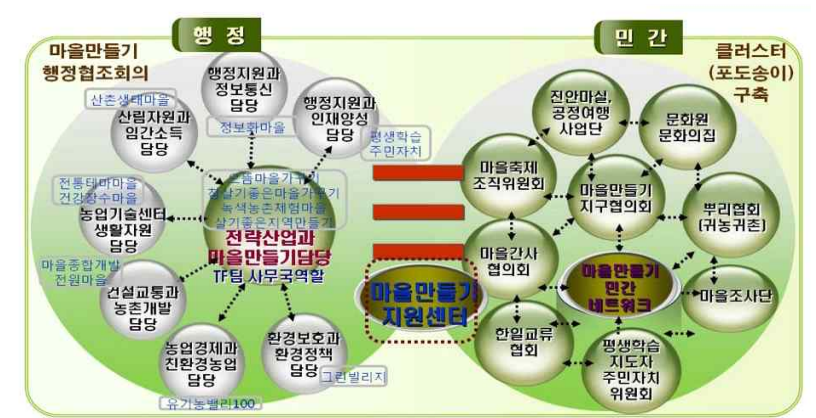 행 정
민 간
마을만들기
행정협조회의
클러스터
(포도송이)
구축
행정지원과
정보통신
담당
정보화마을
행정지원과
인재양성
담당
평생학습
주민자치
산촌생태마을
산림자원과
임간소득
담당
전통테마마을
건강장수마을
농업기술센터
생활자원
담당
마을종합개발
전원마을
건설교통과
농촌개발
담당
농업경제과
친환경농업
담당
유기농밸리100
환경보호과
환경정책
담당
그린빌리지
으뜸마을가꾸기
참살기좋은마을가꾸기
녹색농촌체험마을
살기좋은지역만들기
전략산업과
마을만들기담당
TF팀 사무국역할
마을만들기
지원센터
진안마실,
공정여행
사업단
문화원
문화의집
마을축제
조직위원회
마을만들기
지구협의회
뿌리협회
(귀농귀촌)
마을간사
협의회
마을만들기
민간
네트워크
마을조사단
한일교류
협회
평생학습
지도자
주민자치
위원회